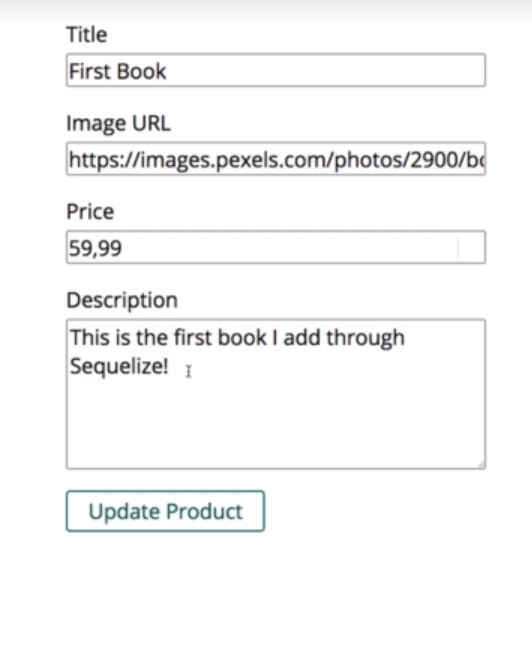 Title
First Book
Image URL
https://images.pexels.com/photos/2900/bo
Price
59,99
Description
This is the first book I add through
Sequelize!
Update Product